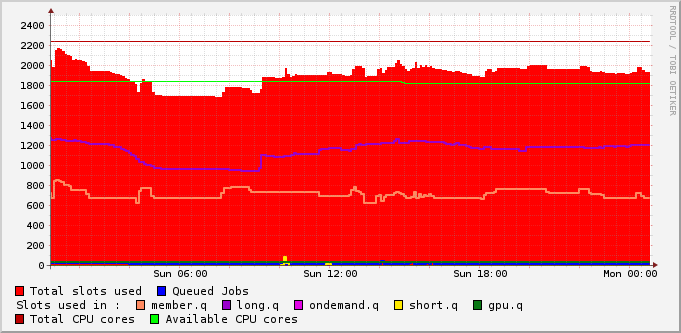 2400
2200
2000
1800
1600
1400
1200
1000
800
600
400
200
0
Sun 06:00 Sun 12:00 Sun 18:00 Mon 00:00
RRDTOOL / TOBI OETIKER
Total slots used Queued Jobs
Slots used in : member.q long.q ondemand.q short.q gpu.q
Total CPU cores Available CPU cores